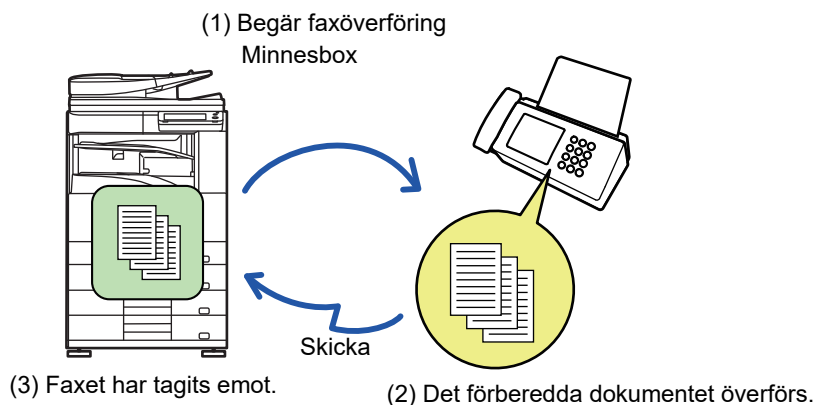 (1) Begär faxöverföring
Minnesbox
Skicka
(3) Faxet har tagits emot.
(2) Det förberedda dokumentet överförs.